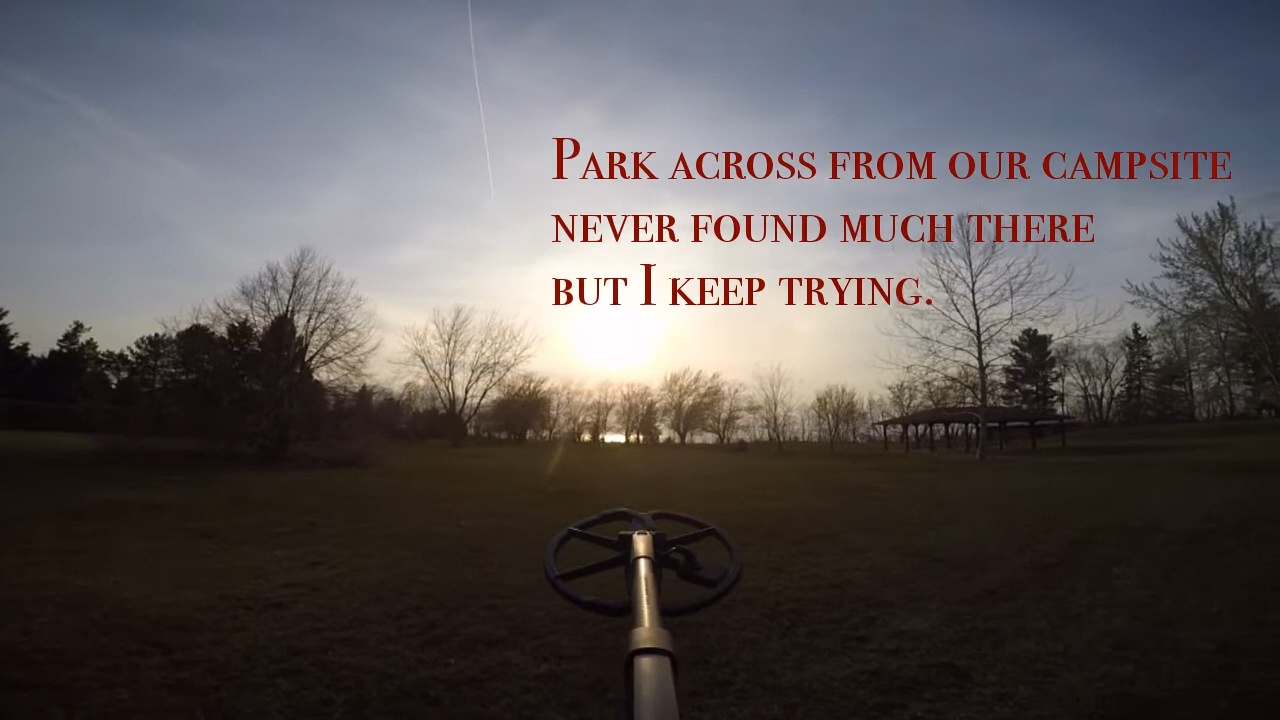 Park across from our campsite
never found much there
but I keep trying.